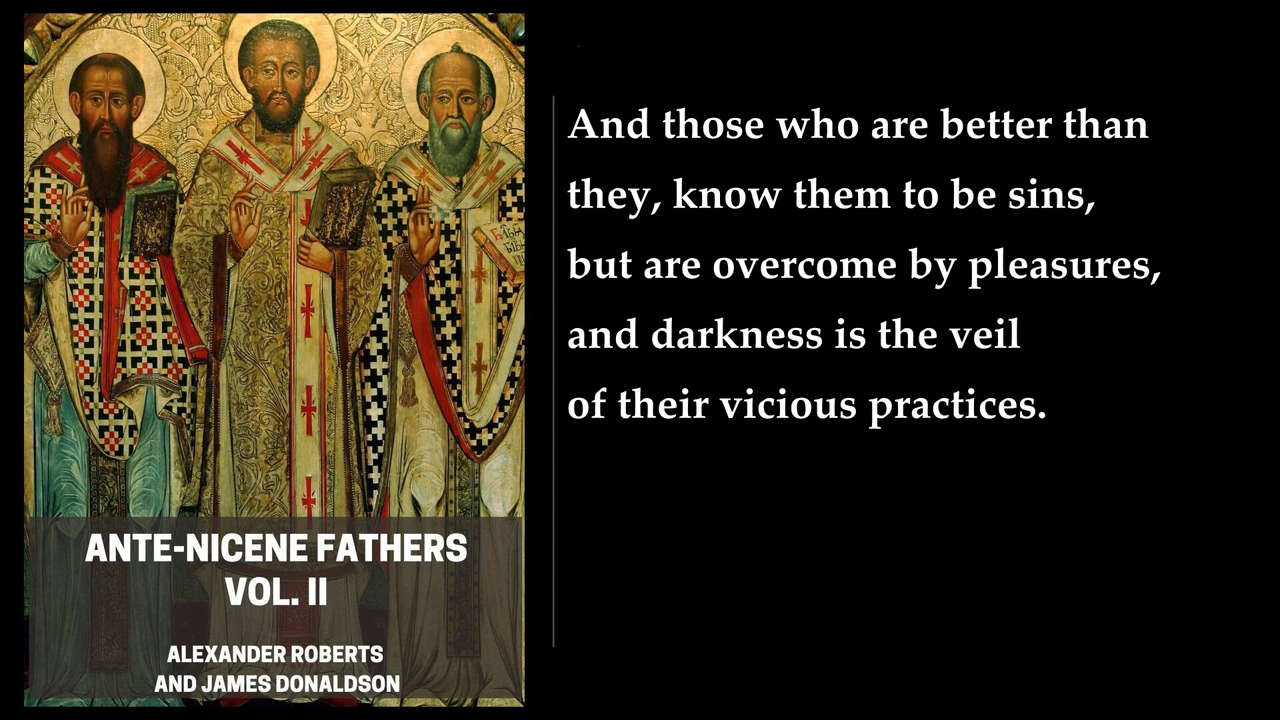 ANTE-NICENE FATHERS
VOL. II
ALEXANDER ROBERTS
AND JAMES DONALDSON
And those who are better than
they, know them to be sins,
but are overcome by pleasures,
and darkness is the veil
of their vicious practices.